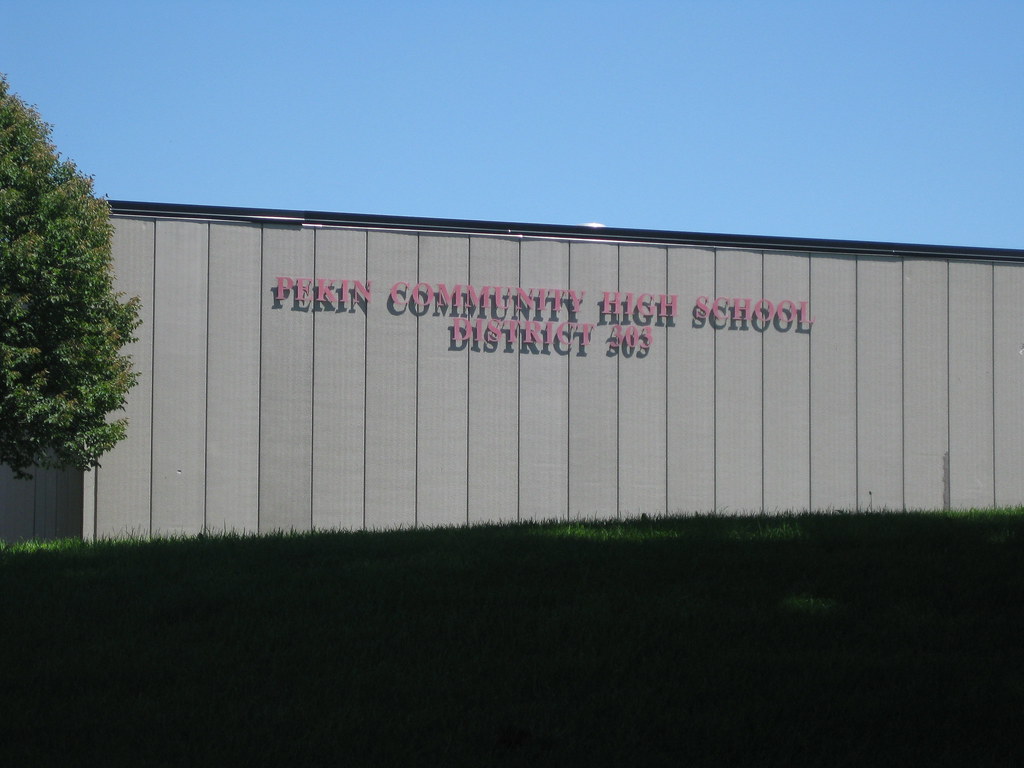 PEKIN COMMUNITY HIGH SCHOOL
DISTRICT 303